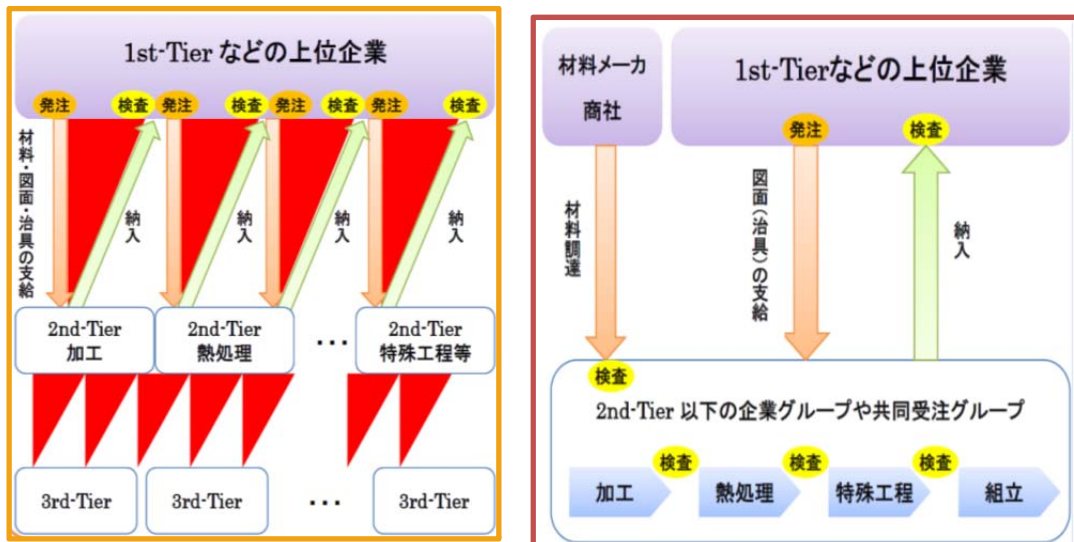 1st-Tier などの上位企業
発注
検査
発注
検査
発注
検査
発注
検査
材料・図面・治具の支給
納入
納入
納入
納入
2nd-Tier
加工
2nd-Tier
熱処理
・・・
2nd-Tier
特殊工程等
3rd-Tier
3rd-Tier
・・・
3rd-Tier
材料メーカ
商社
1st-Tierなどの上位企業
発注
検査
材料調達
図面(治具)の支給
納入
検査
2nd-Tier 以下の企業グループや共同受注グループ
検査
検査
検査
加工
熱処理
特殊工程
組立